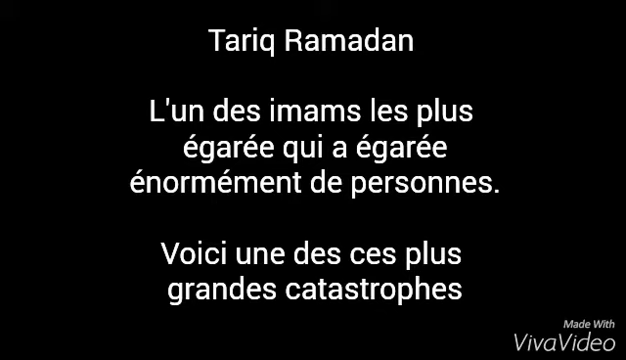 Tariq Ramadan
L'un des imams les plus
égarée qui a égarée
énormément de personnes.
Voici une des ces plus
grandes catastrophes
Made With
VivaVideo